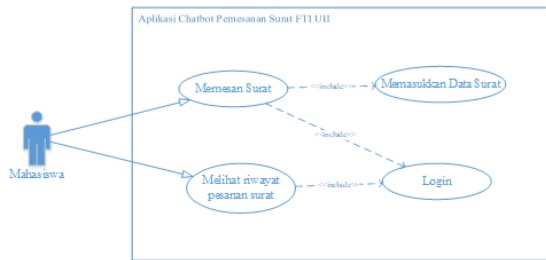 Aplikasi Chatbot Pemesanan Surat FTI UII
Memesan Surat
<<include>>
Memasukkan Data Surat
<<include>>
Mahasiswa
Melihat riwayat
pesanan surat
<<include>>
Login